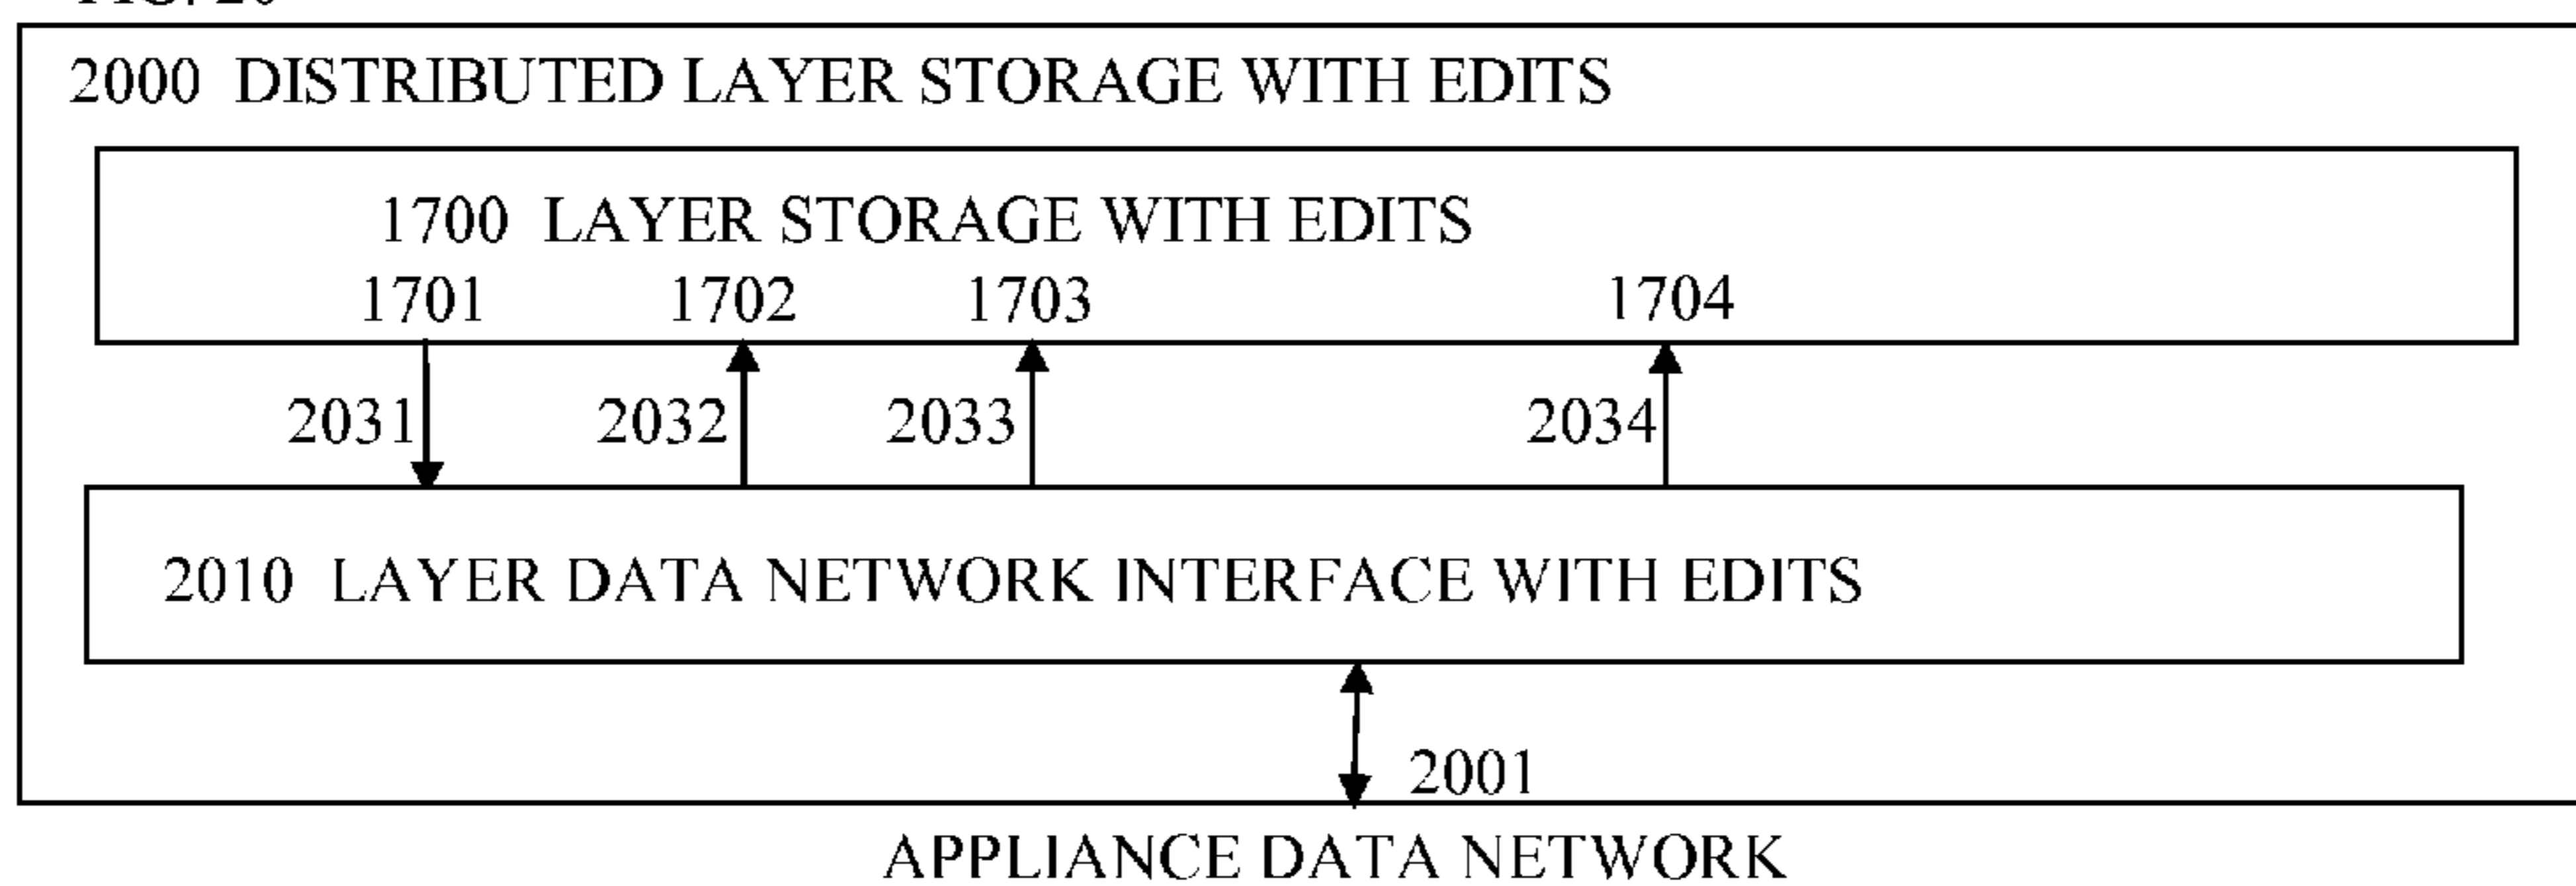 2000 DISTRIBUTED LAYER STORAGE WITH EDITS
1700 LAYER STORAGE WITH EDITS
1701 1702 1703 1704
2031 2032 2033 2034
2010 LAYER DATA NETWORK INTERFACE WITH EDITS
2001
APPLIANCE DATA NETWORK